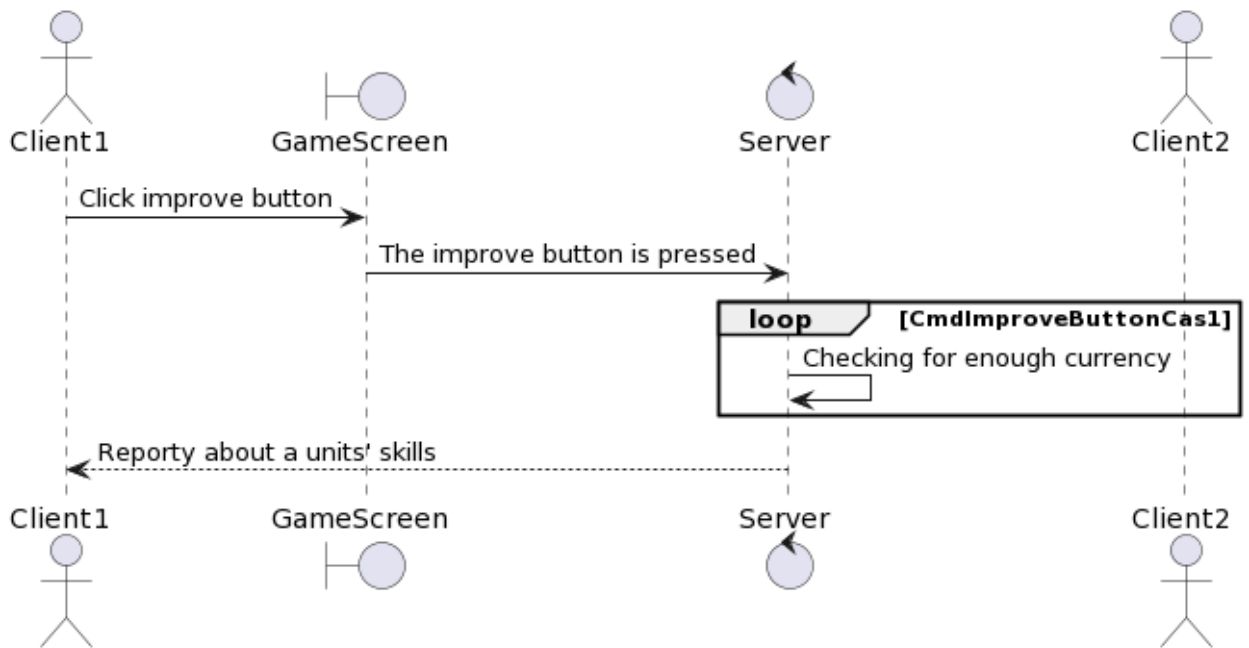 Client1
GameScreen
Server
Client2
Click improve button
The improve button is pressed
loop
[CmdImproveButtonCas1]
Checking for enough currency
Reporty about a units' skills
Client1
GameScreen
Server
Client2